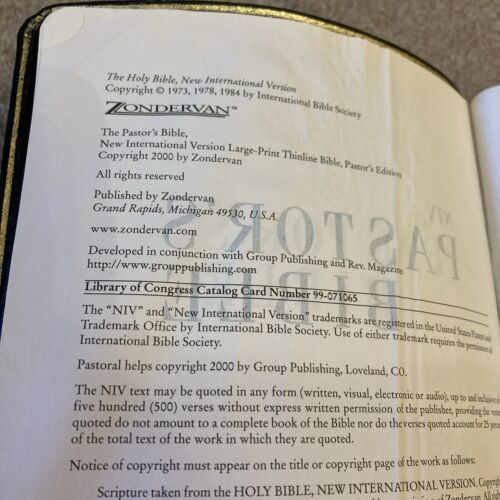 The Holy Bible, New International Version
Copyright © 1973, 1978, 1984 by International Bible Society
ZONDERVAN™
The Pastor's Bible,
New International Version Large-Print Thinline Bible, Pastor's Edition
Copyright 2000 by Zondervan
All rights reserved
Published by Zondervan
Grand Rapids, Michigan 49530, U.S.A.
www.zondervan.com
Developed in conjunction with Group Publishing and Rev. Magazine
http://www.grouppublishing.com
Library of Congress Catalog Card Number 99-071065
The “NIV” and “New International Version” trademarks are registered in the United States Patent and
Trademark Office by International Bible Society. Use of either trademark requires the permission of
International Bible Society.
Pastoral helps copyright 2000 by Group Publishing, Loveland, CO.
The NIV text may be quoted in any form (written, visual, electronic or audio), up to and inclusive of
five hundred (500) verses without express written permission of the publisher, providing the
quoted do not amount to a complete book of the Bible nor do the verses quoted account for 25
of the total text of the work in which they are quoted.
Notice of copyright must appear on the title or copyright page of the work as follows:
Scripture taken from the HOLY BIBLE, NEW INTERNATIONAL VERSION.
NIV
PASTOR'S
BIBLE